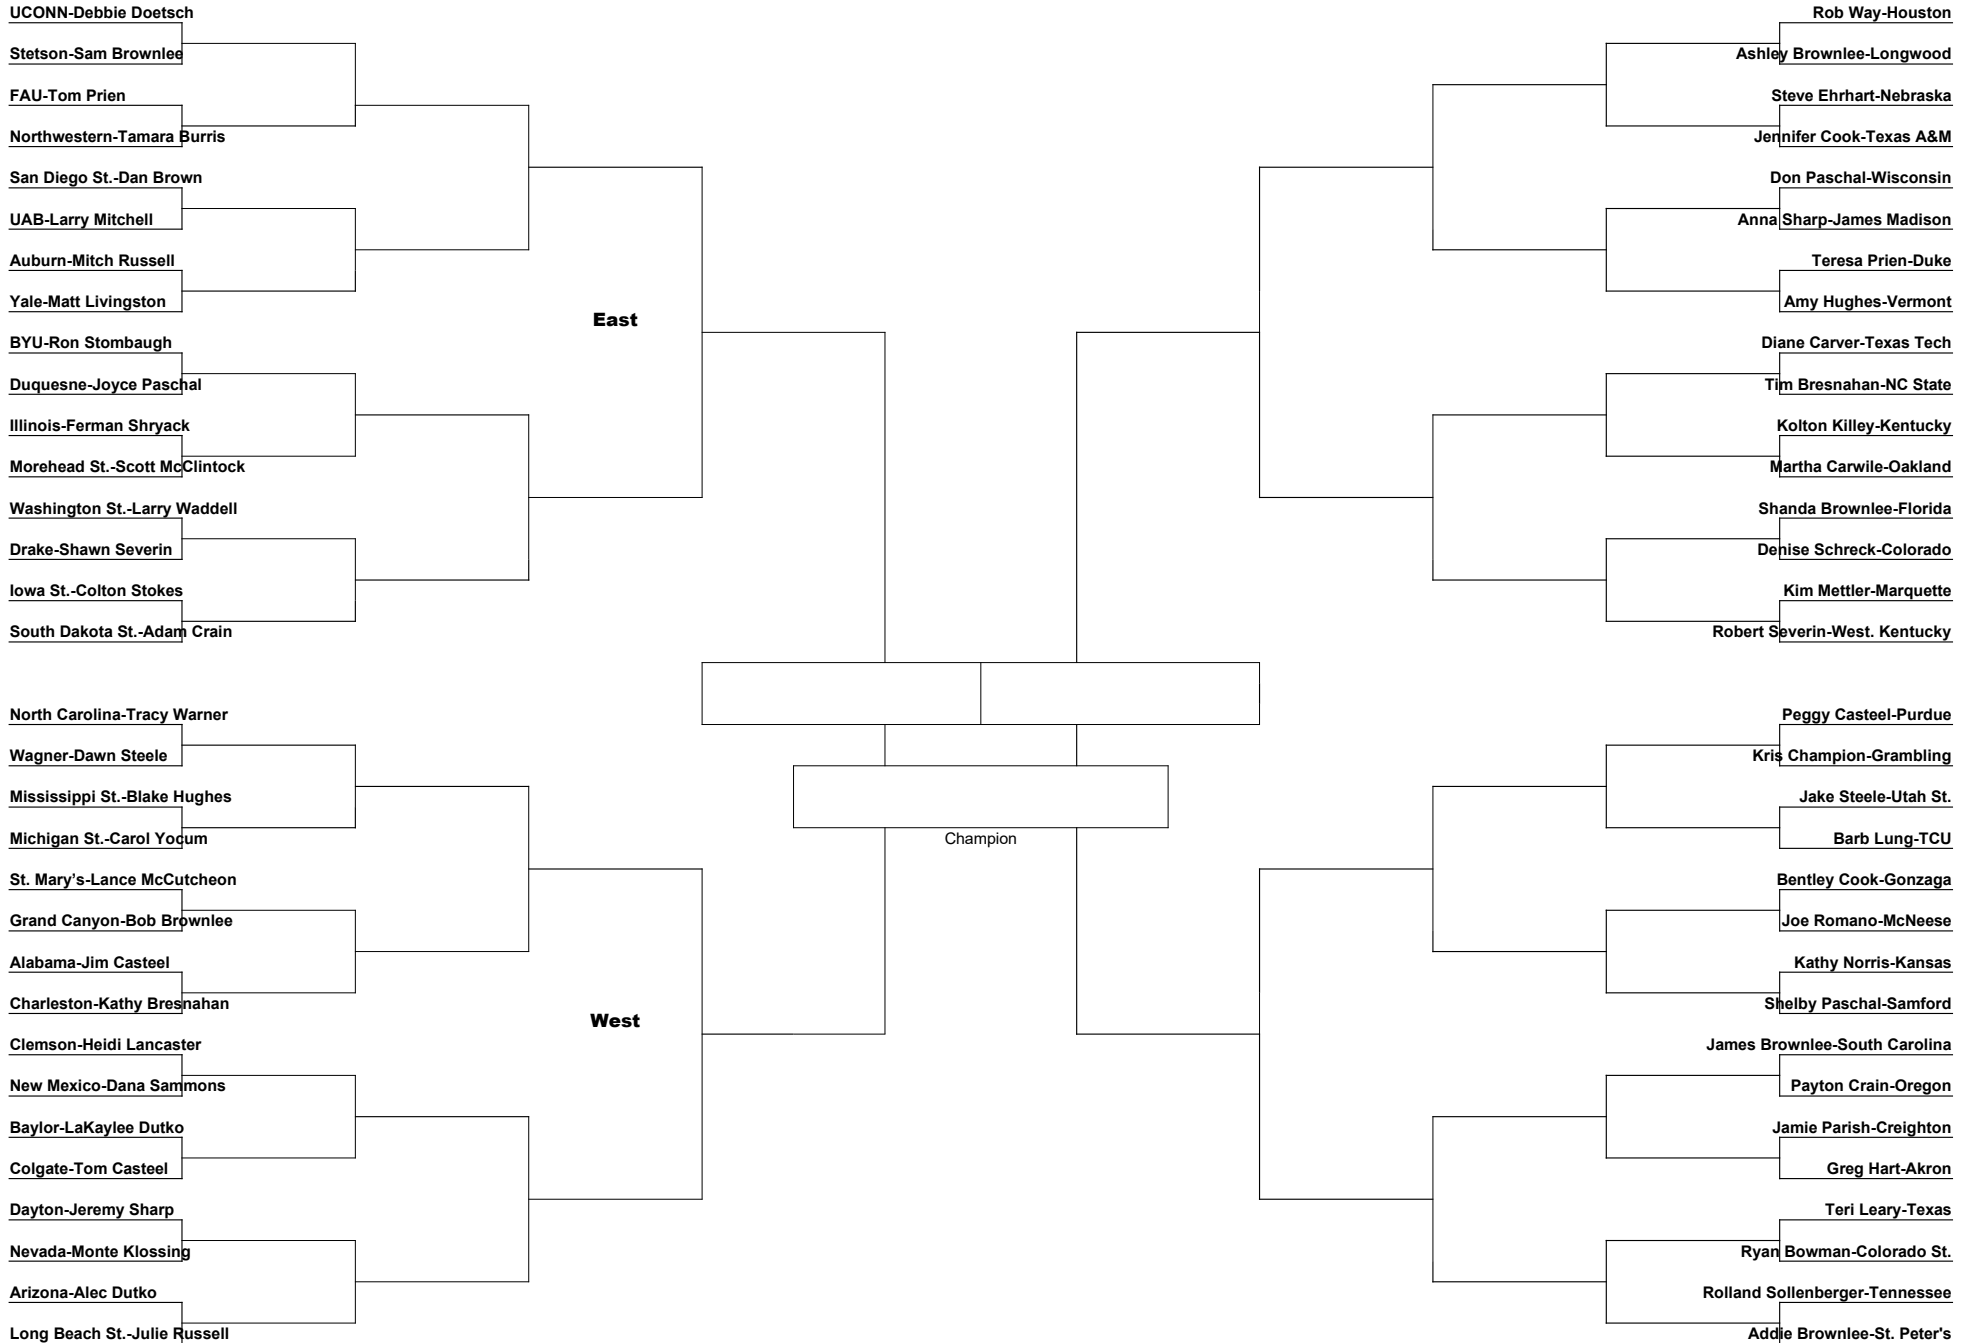 UCONN-Debbie Doetsch
Stetson-Sam Brownlee
FAU-Tom Prien
Northwestern-Tamara Burris
San Diego St.-Dan Brown
UAB-Larry Mitchell
Auburn-Mitch Russell
Yale-Matt Livingston
East
BYU-Ron Stombaugh
Duquesne-Joyce Paschal
Illinois-Ferman Shryack
Morehead St.-Scott McClintock
Washington St.-Larry Waddell
Drake-Shawn Severin
Iowa St.-Colton Stokes
South Dakota St.-Adam Crain
North Carolina-Tracy Warner
Wagner-Dawn Steele
Mississippi St.-Blake Hughes
Michigan St.-Carol Yocum
St. Mary’s-Lance McCutcheon
Grand Canyon-Bob Brownlee
Alabama-Jim Casteel
Charleston-Kathy Bresnahan
West
Clemson-Heidi Lancaster
New Mexico-Dana Sammons
Baylor-LaKaylee Dutko
Colgate-Tom Casteel
Dayton-Jeremy Sharp
Nevada-Monte Klossing
Arizona-Alec Dutko
Long Beach St.-Julie Russell
Champion
Rob Way-Houston
Ashley Brownlee-Longwood
Steve Ehrhart-Nebraska
Jennifer Cook-Texas A&M
Don Paschal-Wisconsin
Anna Sharp-James Madison
Teresa Prien-Duke
Amy Hughes-Vermont
Diane Carver-Texas Tech
Tim Bresnahan-NC State
Kolton Killey-Kentucky
Martha Carwile-Oakland
Shanda Brownlee-Florida
Denise Schreck-Colorado
Kim Mettler-Marquette
Robert Severin-West. Kentucky
Peggy Casteel-Purdue
Kris Champion-Grambling
Jake Steele-Utah St.
Barb Lung-TCU
Bentley Cook-Gonzaga
Joe Romano-McNeese
Kathy Norris-Kansas
Shelby Paschal-Samford
James Brownlee-South Carolina
Payton Crain-Oregon
Jamie Parish-Creighton
Greg Hart-Akron
Teri Leary-Texas
Ryan Bowman-Colorado St.
Rolland Sollenberger-Tennessee
Addie Brownlee-St. Peter's